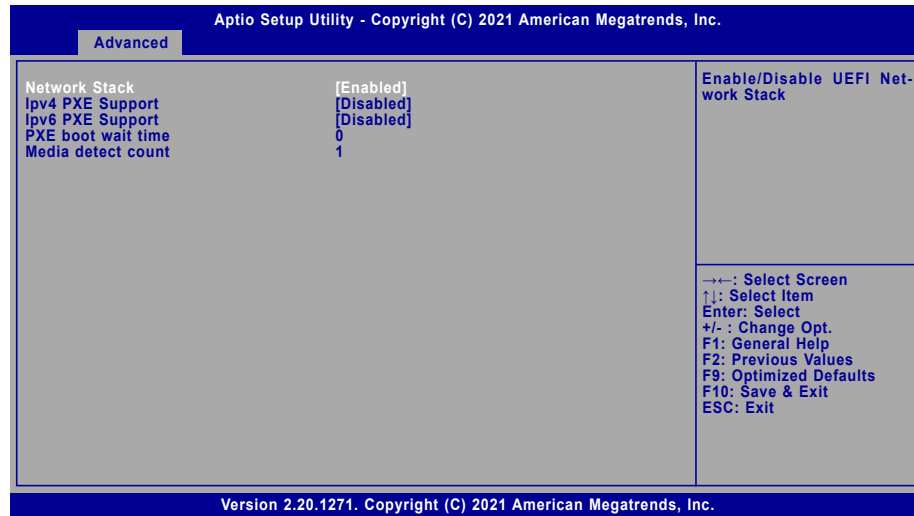 Aptio Setup Utility - Copyright (C) 2021 American Megatrends, Inc.
Advanced
Network Stack [Enabled]
Ipv4 PXE Support [Disabled]
Ipv6 PXE Support [Disabled]
PXE boot wait time 0
Media detect count 1
Enable/Disable UEFI Net-
work Stack
→←: Select Screen
↑↓: Select Item
Enter: Select
+/- : Change Opt.
F1: General Help
F2: Previous Values
F9: Optimized Defaults
F10: Save & Exit
ESC: Exit
Version 2.20.1271. Copyright (C) 2021 American Megatrends, Inc.